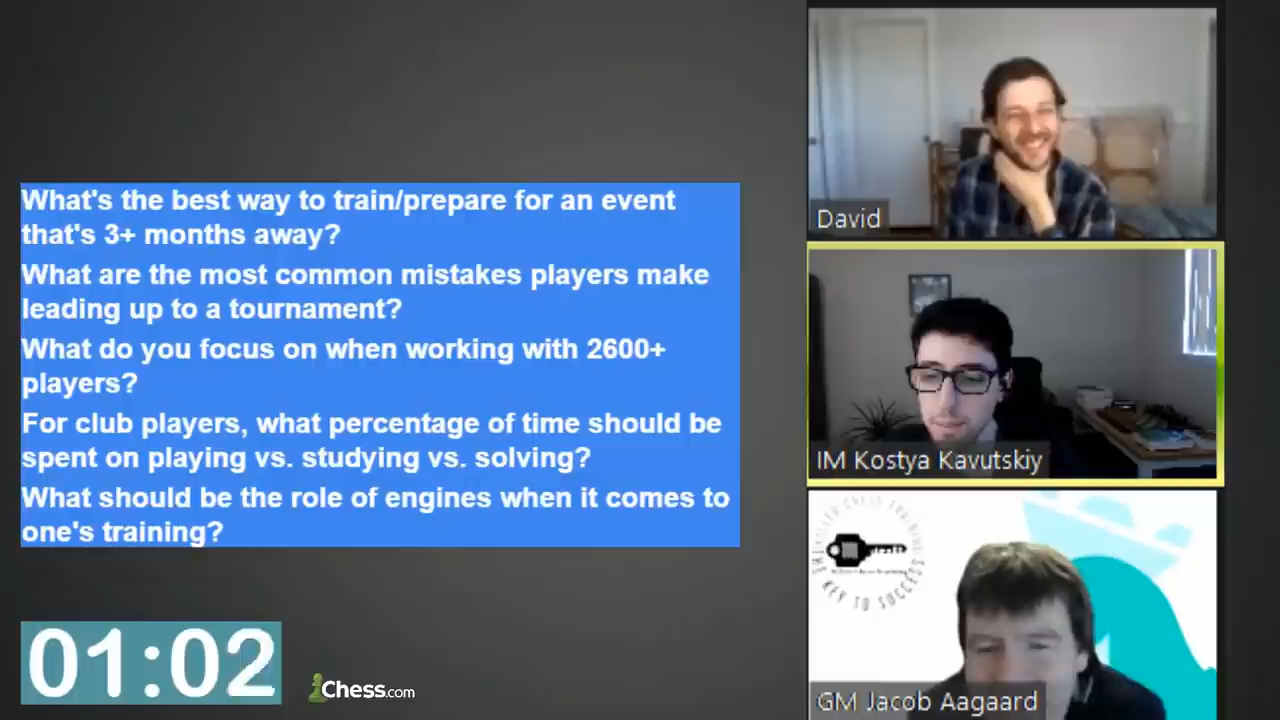 What's the best way to train/prepare for an event
that's 3+ months away?
What are the most common mistakes players make
leading up to a tournament?
What do you focus on when working with 2600+
players?
For club players, what percentage of time should be
spent on playing vs. studying vs. solving?
What should be the role of engines when it comes to
one's training?
01:02
Chess.com
David
IM Kostya Kavutskiy
KILLER CHESS TRAINING
THE KEY TO SUCCESS
GM Jacob Aagaard